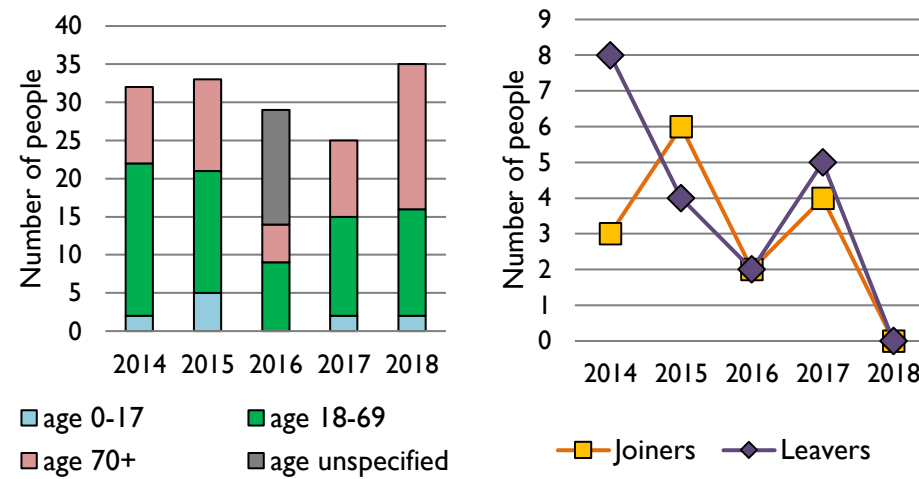 Number of people
40
35
30
25
20
15
10
5
0
2014 2015 2016 2017 2018
age 0-17 age 18-69
age 70+ age unspecified
Number of people
9
8
7
6
5
4
3
2
1
0
2014 2015 2016 2017 2018
Joiners Leavers